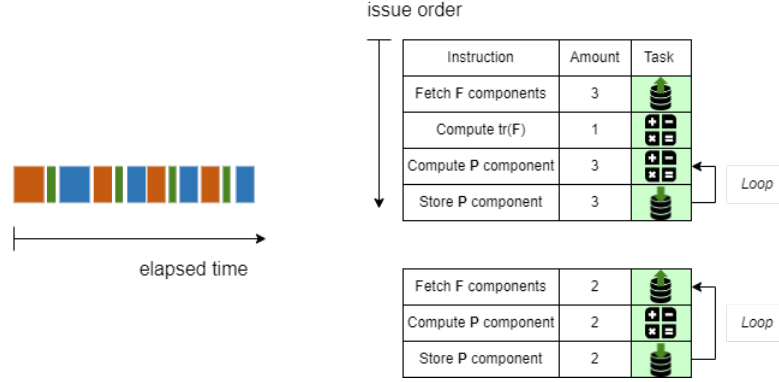 issue order
Instruction Amount Task
Fetch F components 3
Compute tr(F) 1
Compute P component 3
Store P component 3
Loop
elapsed time
Fetch F components 2
Compute P component 2
Store P component 2
Loop